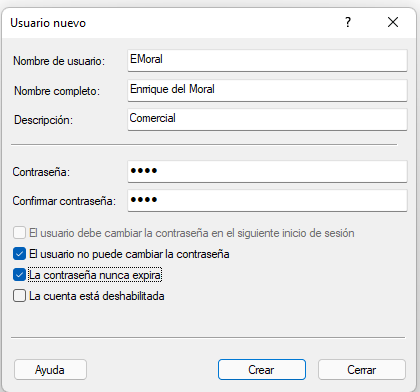 Usuario nuevo ?
Nombre de usuario: EMoral
Nombre completo: Enrrique del Moral
Descripción: Comercial
Contraseña: ●●●●
Confirmar contraseña: ●●●●
El usuario debe cambiar la contraseña en el siguiente inicio de sesión
El usuario no puede cambiar la contraseña
La contraseña nunca expira
La cuenta está deshabilitada
Ayuda Crear Cerrar